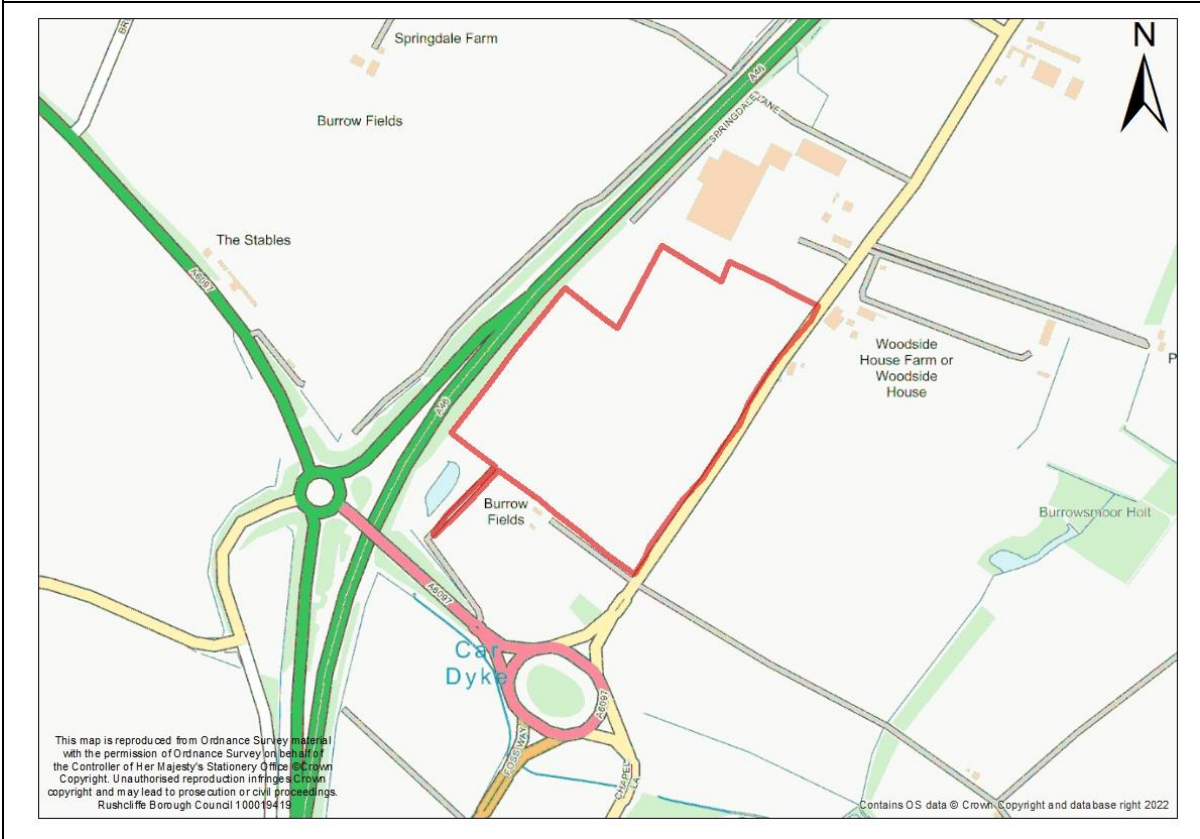 BR
Springdale Farm
N
A46
Burrow Fields
SPRINGDALE LANE
The Stables
A6097
Woodside
House Farm or
Woodside
House
P
A46
Burrow
Fields
Burrowsmoor Holt
A6097
Car
Dyke
A6097
FOSS WAY
CHAPEL
LA
This map is reproduced from Ordnance Survey material
with the permission of Ordnance Survey on behalf of
the Controller of Her Majesty's Stationery Office © Crown
Copyright. Unauthorised reproduction infringes Crown
copyright and may lead to prosecution or civil proceedings.
Rushcliffe Borough Council 100019419
Contains OS data © Crown Copyright and database right 2022